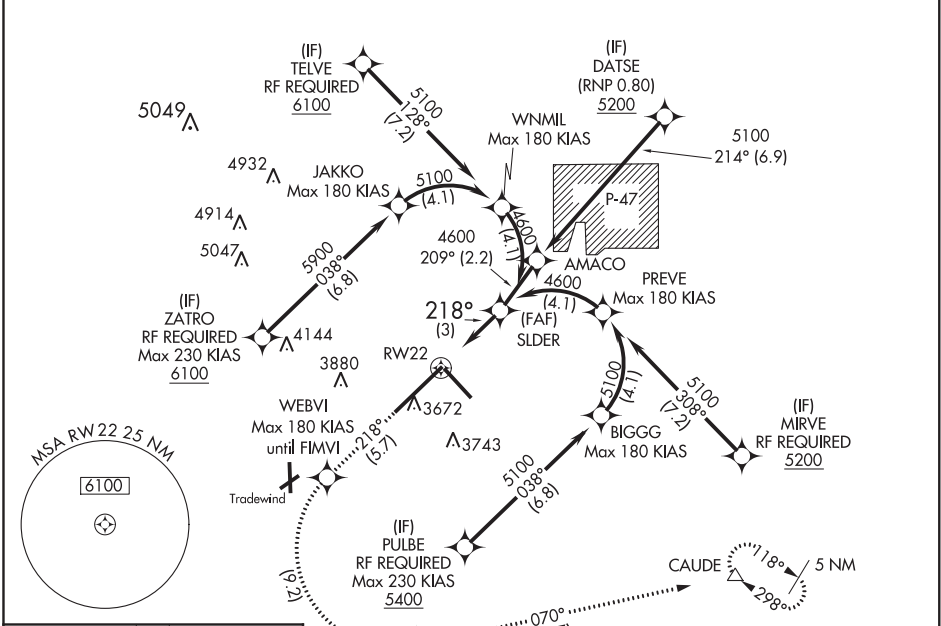 (IF)
TELVE
RF REQUIRED
6100
5100
128°
(7.2)
(IF)
DATSE
(RNP 0.80)
5200
5100
214° (6.9)
5049
WNMIL
Max 180 KIAS
4932
JAKKO
Max 180 KIAS
5100
(4.1)
P-47
4914
5047
4600
(4.1)
4600
209° (2.2)
AMACO
5900
038°
(6.8)
4600
(4.1)
PREVE
Max 180 KIAS
(IF)
ZATRO
RF REQUIRED
Max 230 KIAS
6100
218°
(3)
(FAF)
SLDER
4144
RW22
3880
5100
(4.1)
5100
308°
(7.2)
WEBVI
Max 180 KIAS
until FIMVI
3672
218°
(5.7)
3743
BIGGG
Max 180 KIAS
(IF)
MIRVE
RF REQUIRED
5200
MSA RW22 25 NM
6100
Tradewind
5100
038°
(6.8)
(IF)
PULBE
RF REQUIRED
Max 230 KIAS
5400
(9.2)
CAUDE
118°
5 NM
298°
070°